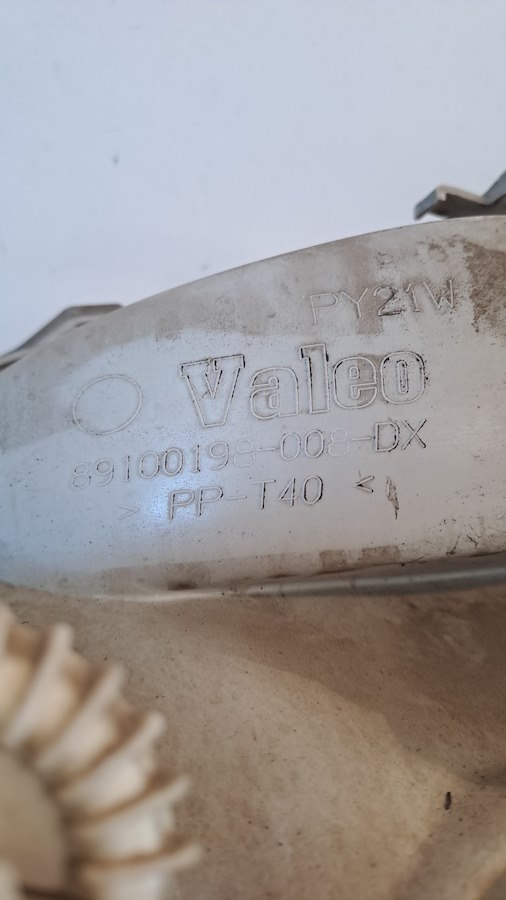 PY21W
Valeo
89100198-008-DX
> PP-T40 <